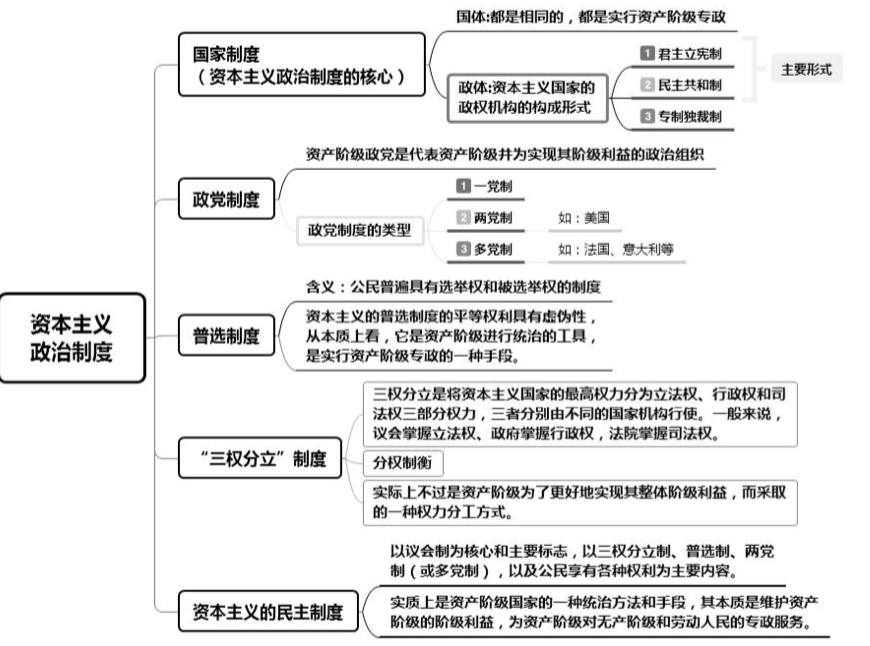 资本主义
政治制度
国家制度
（资本主义政治制度的核心）
国体:都是相同的，都是实行资产阶级专政
政体:资本主义国家的
政权机构的构成形式
1 君主立宪制
2 民主共和制
3 专制独裁制
主要形式
政党制度
资产阶级政党是代表资产阶级并为实现其阶级利益的政治组织
政党制度的类型
1 一党制
2 两党制
如：美国
3 多党制
如：法国、意大利等
普选制度
含义：公民普遍具有选举权和被选举权的制度
资本主义的普选制度的平等权利具有虚伪性，
从本质上看，它是资产阶级进行统治的工具，
是实行资产阶级专政的一种手段。
“三权分立”制度
三权分立是将资本主义国家的最高权力分为立法权、行政权和司
法权三部分权力，三者分别由不同的国家机构行使。一般来说，
议会掌握立法权、政府掌握行政权，法院掌握司法权。
分权制衡
实际上不过是资产阶级为了更好地实现其整体阶级利益，而采取
的一种权力分工方式。
资本主义的民主制度
以议会制为核心和主要标志，以三权分立制、普选制、两党
制（或多党制），以及公民享有各种权利为主要内容。
实质上是资产阶级国家的一种统治方法和手段，其本质是维护资产
阶级的阶级利益，为资产阶级对无产阶级和劳动人民的专政服务。